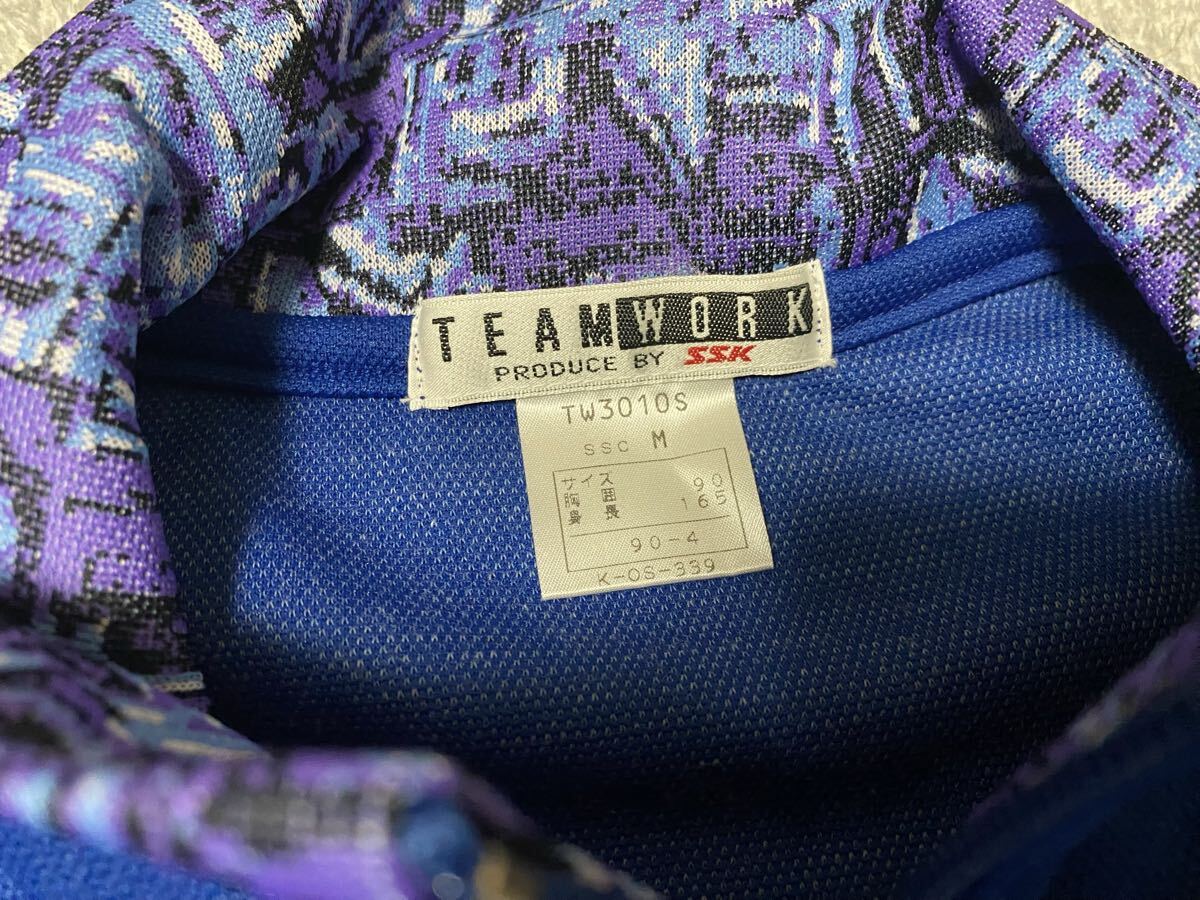 TEAMWORK
PRODUCE BY SSK
TW3010S
SSC M
サイズ
胸 囲 90
身 長 165
90-4
K-OS-339